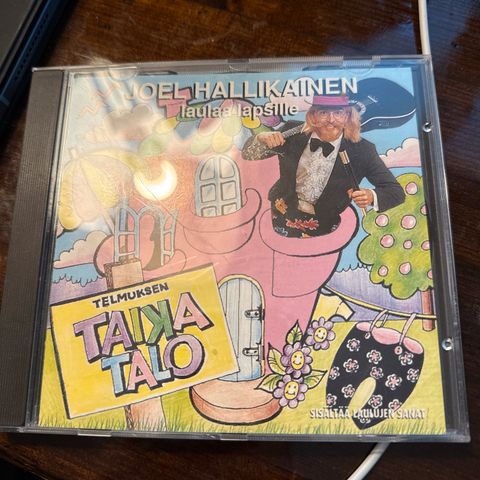 JOEL HALLIKAINEN
laulaa lapsille
TELMUKSEN
TAIKA
TALO
SISÄLTÄÄ LAULUJEN SANAT